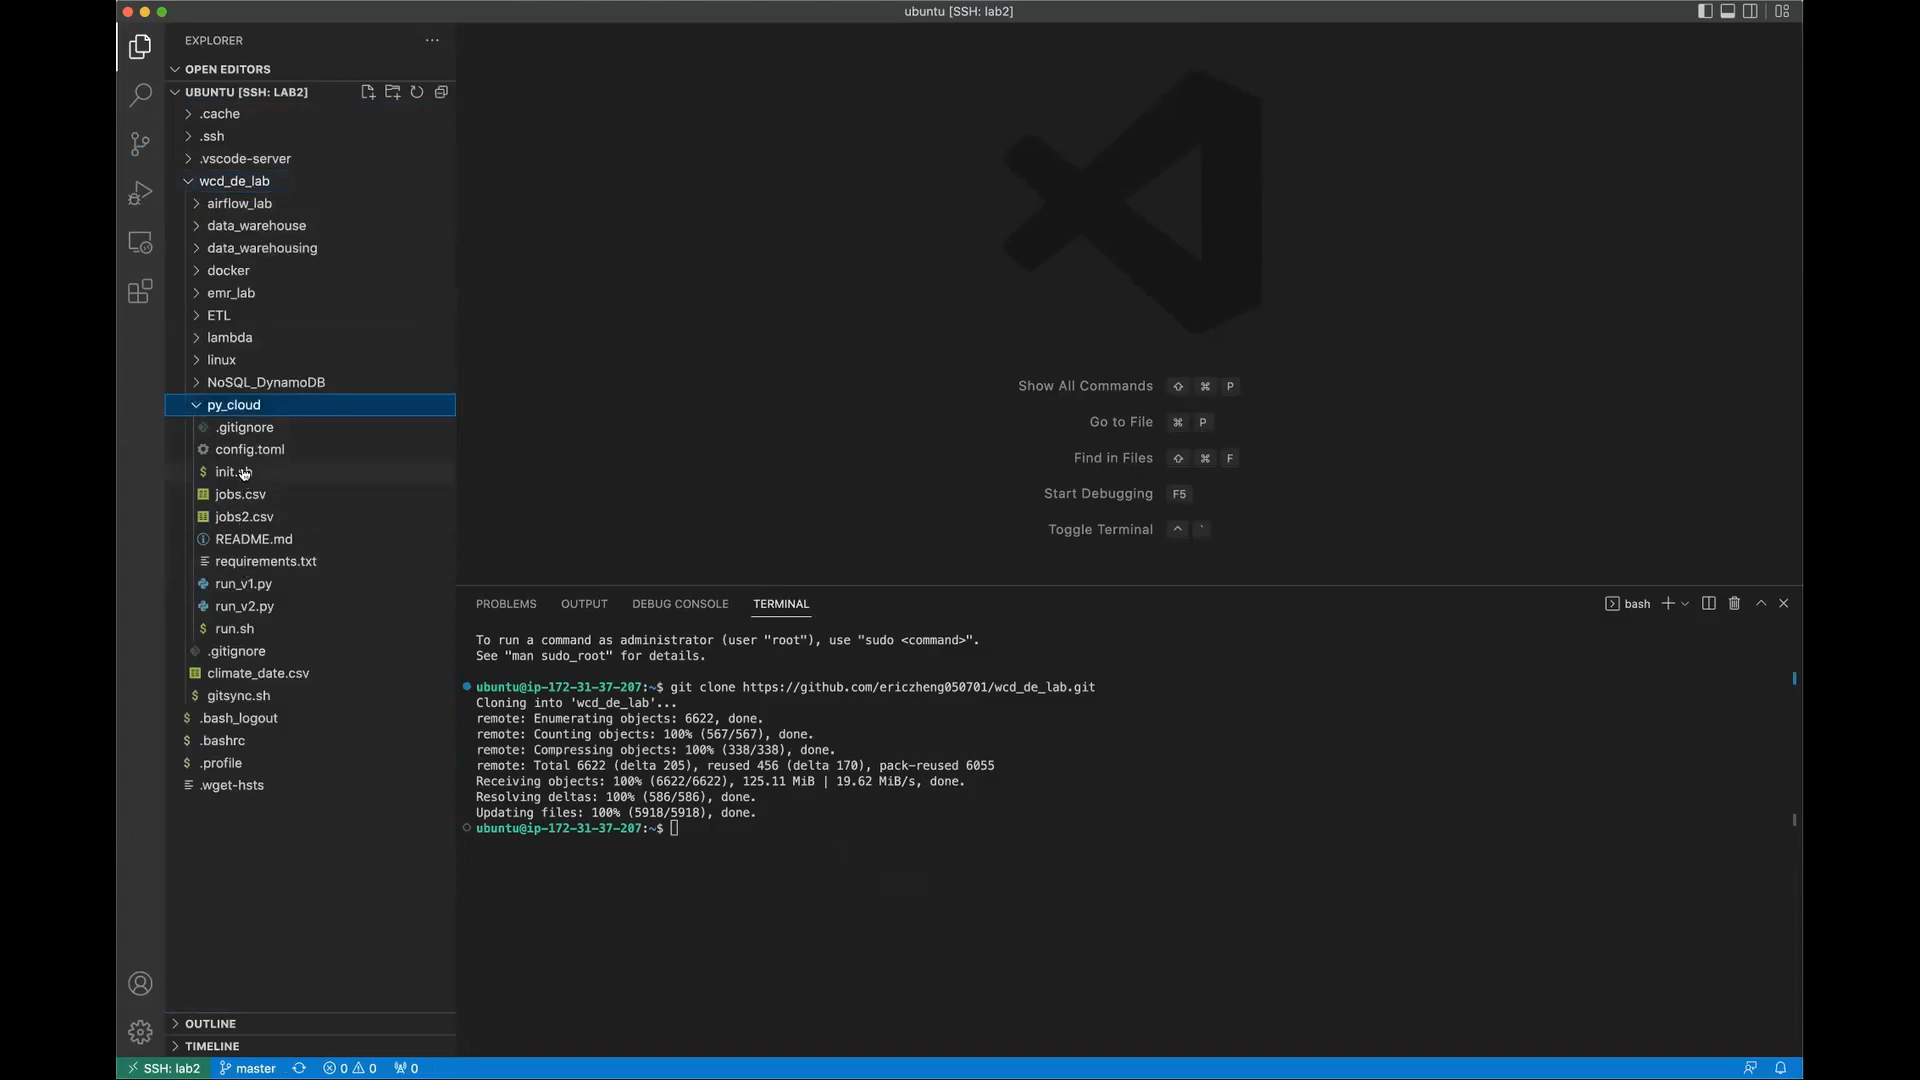 ubuntu [SSH: lab2]
EXPLORER
OPEN EDITORS
UBUNTU [SSH: LAB2]
.cache
.ssh
.vscode-server
wcd_de_lab
airflow_lab
data_warehouse
data_warehousing
docker
emr_lab
ETL
lambda
linux
NoSQL_DynamoDB
py_cloud
.gitignore
config.toml
init.sh
jobs.csv
jobs2.csv
README.md
requirements.txt
run_v1.py
run_v2.py
$ run.sh
.gitignore
climate_date.csv
$ gitsync.sh
$ .bash_logout
$ .bashrc
$ .profile
.wget-hsts
OUTLINE
TIMELINE
Show All Commands ⇧ ⌘ P
Go to File ⌘ P
Find in Files ⇧ ⌘ F
Start Debugging F5
Toggle Terminal ^ `
PROBLEMS OUTPUT DEBUG CONSOLE TERMINAL
bash
To run a command as administrator (user "root"), use "sudo <command>".
See "man sudo_root" for details.
ubuntu@ip-172-31-37-207:~$ git clone https://github.com/ericzheng050701/wcd_de_lab.git
Cloning into 'wcd_de_lab'...
remote: Enumerating objects: 6622, done.
remote: Counting objects: 100% (567/567), done.
remote: Compressing objects: 100% (338/338), done.
remote: Total 6622 (delta 205), reused 456 (delta 170), pack-reused 6055
Receiving objects: 100% (6622/6622), 125.11 MiB | 19.62 MiB/s, done.
Resolving deltas: 100% (586/586), done.
Updating files: 100% (5918/5918), done.
ubuntu@ip-172-31-37-207:~$
SSH: lab2 master 0 0 0